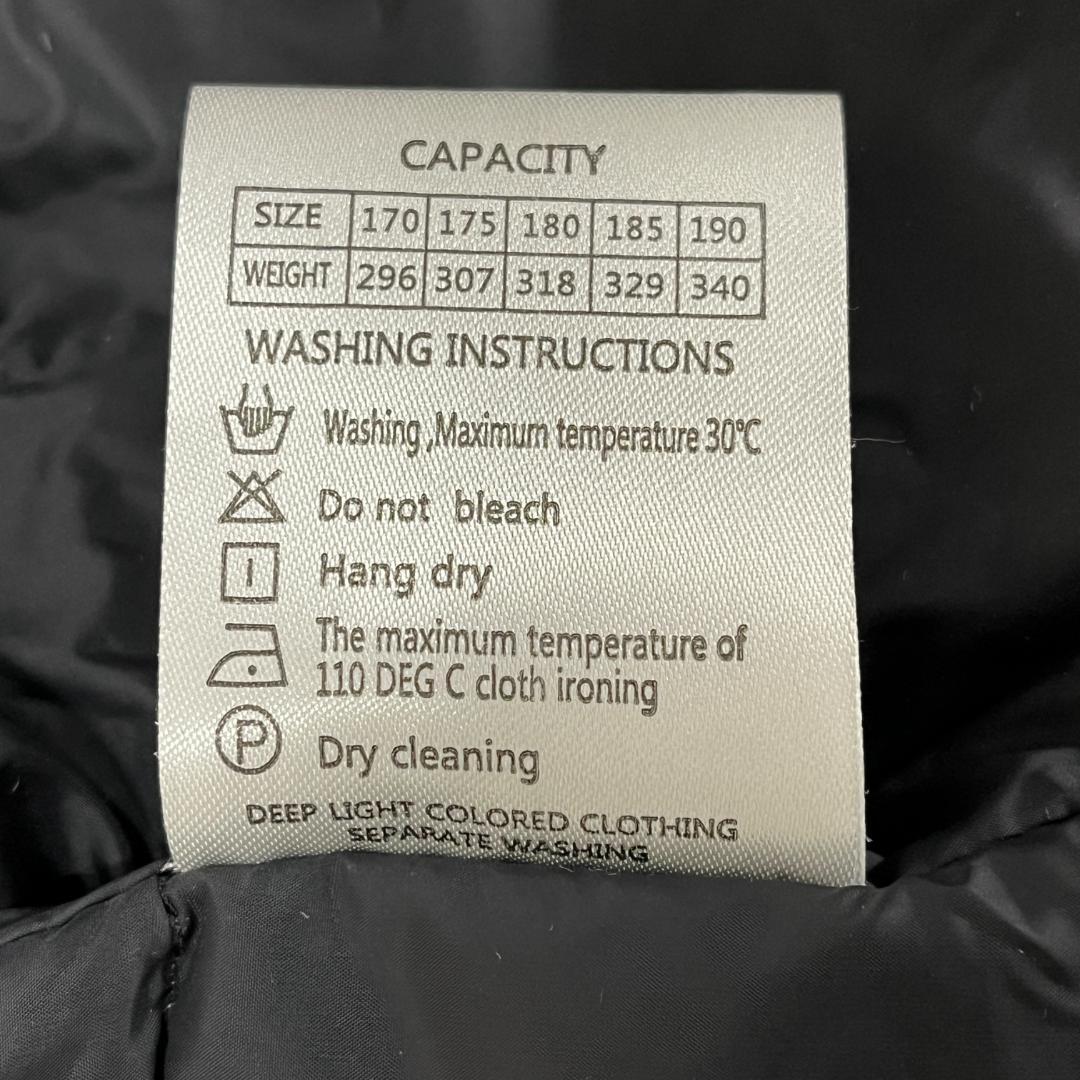 CAPACITY
SIZE 170 175 180 185 190
WEIGHT 296 307 318 329 340
WASHING INSTRUCTIONS
Washing ,Maximum temperature 30℃
Do not bleach
Hang dry
The maximum temperature of
110 DEG C cloth ironing
P Dry cleaning
DEEP LIGHT COLORED CLOTHING
SEPARATE WASHING